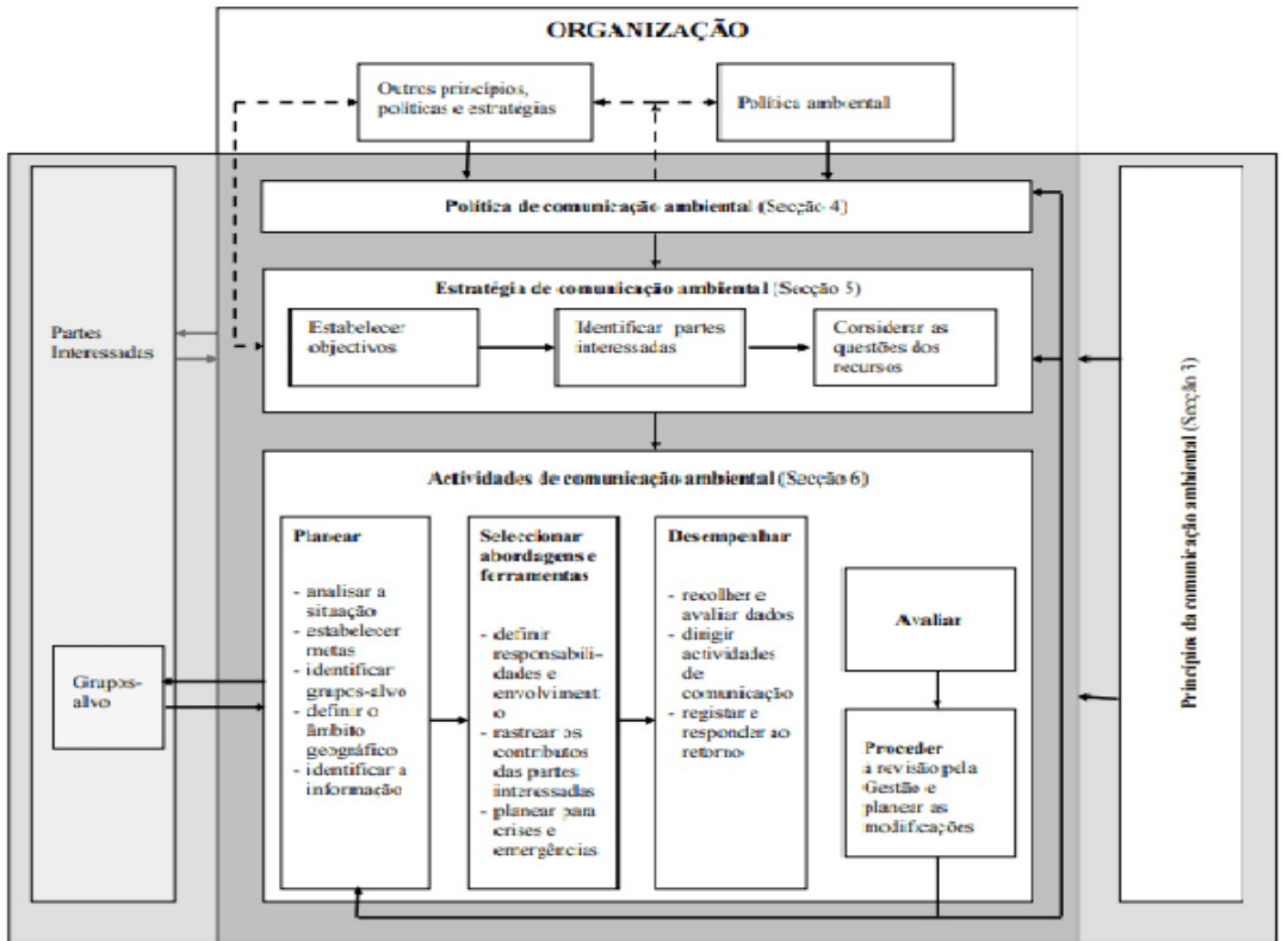 ORGANIZAÇÃO
Outros princípios,
políticas e estratégias
Política ambiental
Política de comunicação ambiental (Secção 4)
Estratégia de comunicação ambiental (Secção 5)
Estabelecer
objectivos
Identificar partes
interessadas
Considerar as
questões dos
recursos
Partes
Interessadas
Actividades de comunicação ambiental (Secção 6)
Planear
- analisar a
situação
- estabelecer
metas
- identificar
grupos-alvo
- definir o
âmbito
geográfico
- identificar a
informação
Seleccionar
abordagens e
ferramentas
- definir
responsabili-
dades e
envolviment
o
- rastrear os
contributos
das partes
interessadas
- planear para
crises e
emergências
Desempenhar
- recolher e
avaliar dados
- dirigir
actividades
de
comunicação
- registar e
responder ao
retorno
Avaliar
Proceder
à revisão pela
Gestão e
planear as
modificações
Grupos-
alvo
Princípios da comunicação ambiental (Secção 3)